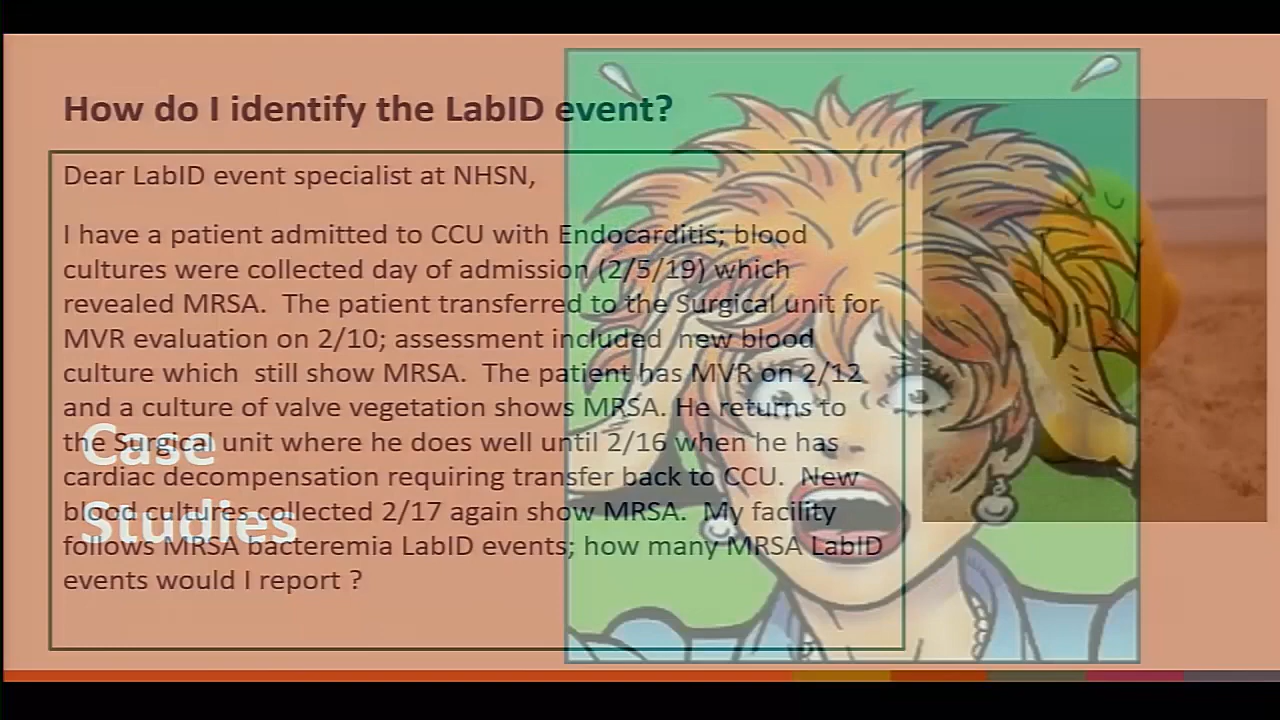 How do I identify the LabID event?
Dear LabID event specialist at NHSN,
I have a patient admitted to CCU with Endocarditis; blood
cultures were collected day of admission (2/5/19) which
revealed MRSA. The patient transferred to the Surgical unit for
MVR evaluation on 2/10; assessment included new blood
culture which still show MRSA. The patient has MVR on 2/12
and a culture of valve vegetation shows MRSA. He returns to
the Surgical unit where he does well until 2/16 when he has
cardiac decompensation requiring transfer back to CCU. New
blood cultures collected 2/17 again show MRSA. My facility
follows MRSA bacteremia LabID events; how many MRSA LabID
events would I report ?
Case
Studies